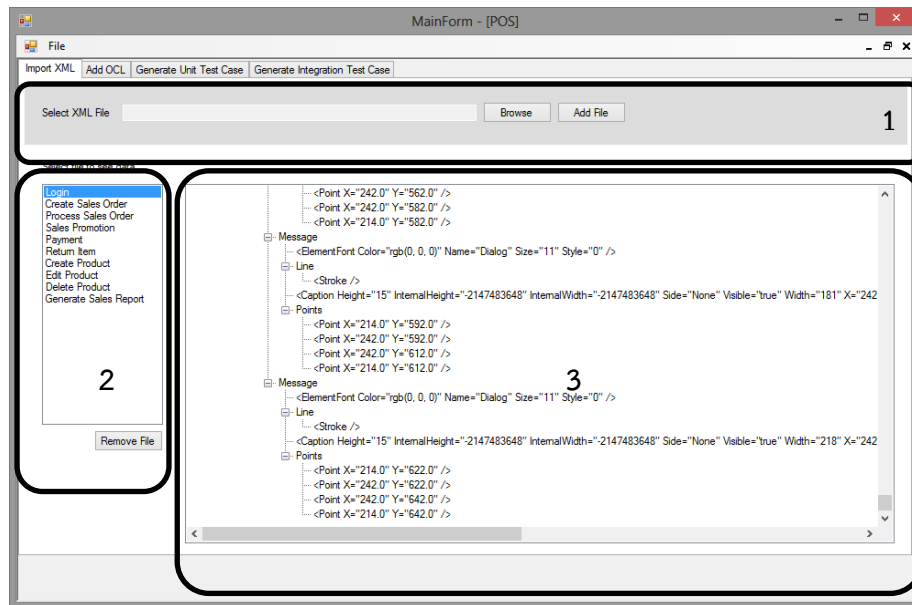 MainForm - [POS]
File
Import XML Add OCL Generate Unit Test Case Generate Integration Test Case
Select XML File Browse Add File 1
Select file to see data
Login
Create Sales Order
Process Sales Order
Sales Promotion
Payment
Return Item
Create Product
Edit Product
Delete Product
Generate Sales Report
2
Remove File
<Point X="242.0" Y="562.0" />
<Point X="242.0" Y="582.0" />
<Point X="214.0" Y="582.0" />
Message
<ElementFont Color="rgb(0, 0, 0)" Name="Dialog" Size="11" Style="0" />
Line
<Stroke />
<Caption Height="15" InternalHeight="-2147483648" InternalWidth="-2147483648" Side="None" Visible="true" Width="181" X="242
Points
<Point X="214.0" Y="592.0" />
<Point X="242.0" Y="592.0" />
<Point X="242.0" Y="612.0" />
<Point X="214.0" Y="612.0" />
3
Message
<ElementFont Color="rgb(0, 0, 0)" Name="Dialog" Size="11" Style="0" />
Line
<Stroke />
<Caption Height="15" InternalHeight="-2147483648" InternalWidth="-2147483648" Side="None" Visible="true" Width="218" X="242
Points
<Point X="214.0" Y="622.0" />
<Point X="242.0" Y="622.0" />
<Point X="242.0" Y="642.0" />
<Point X="214.0" Y="642.0" />